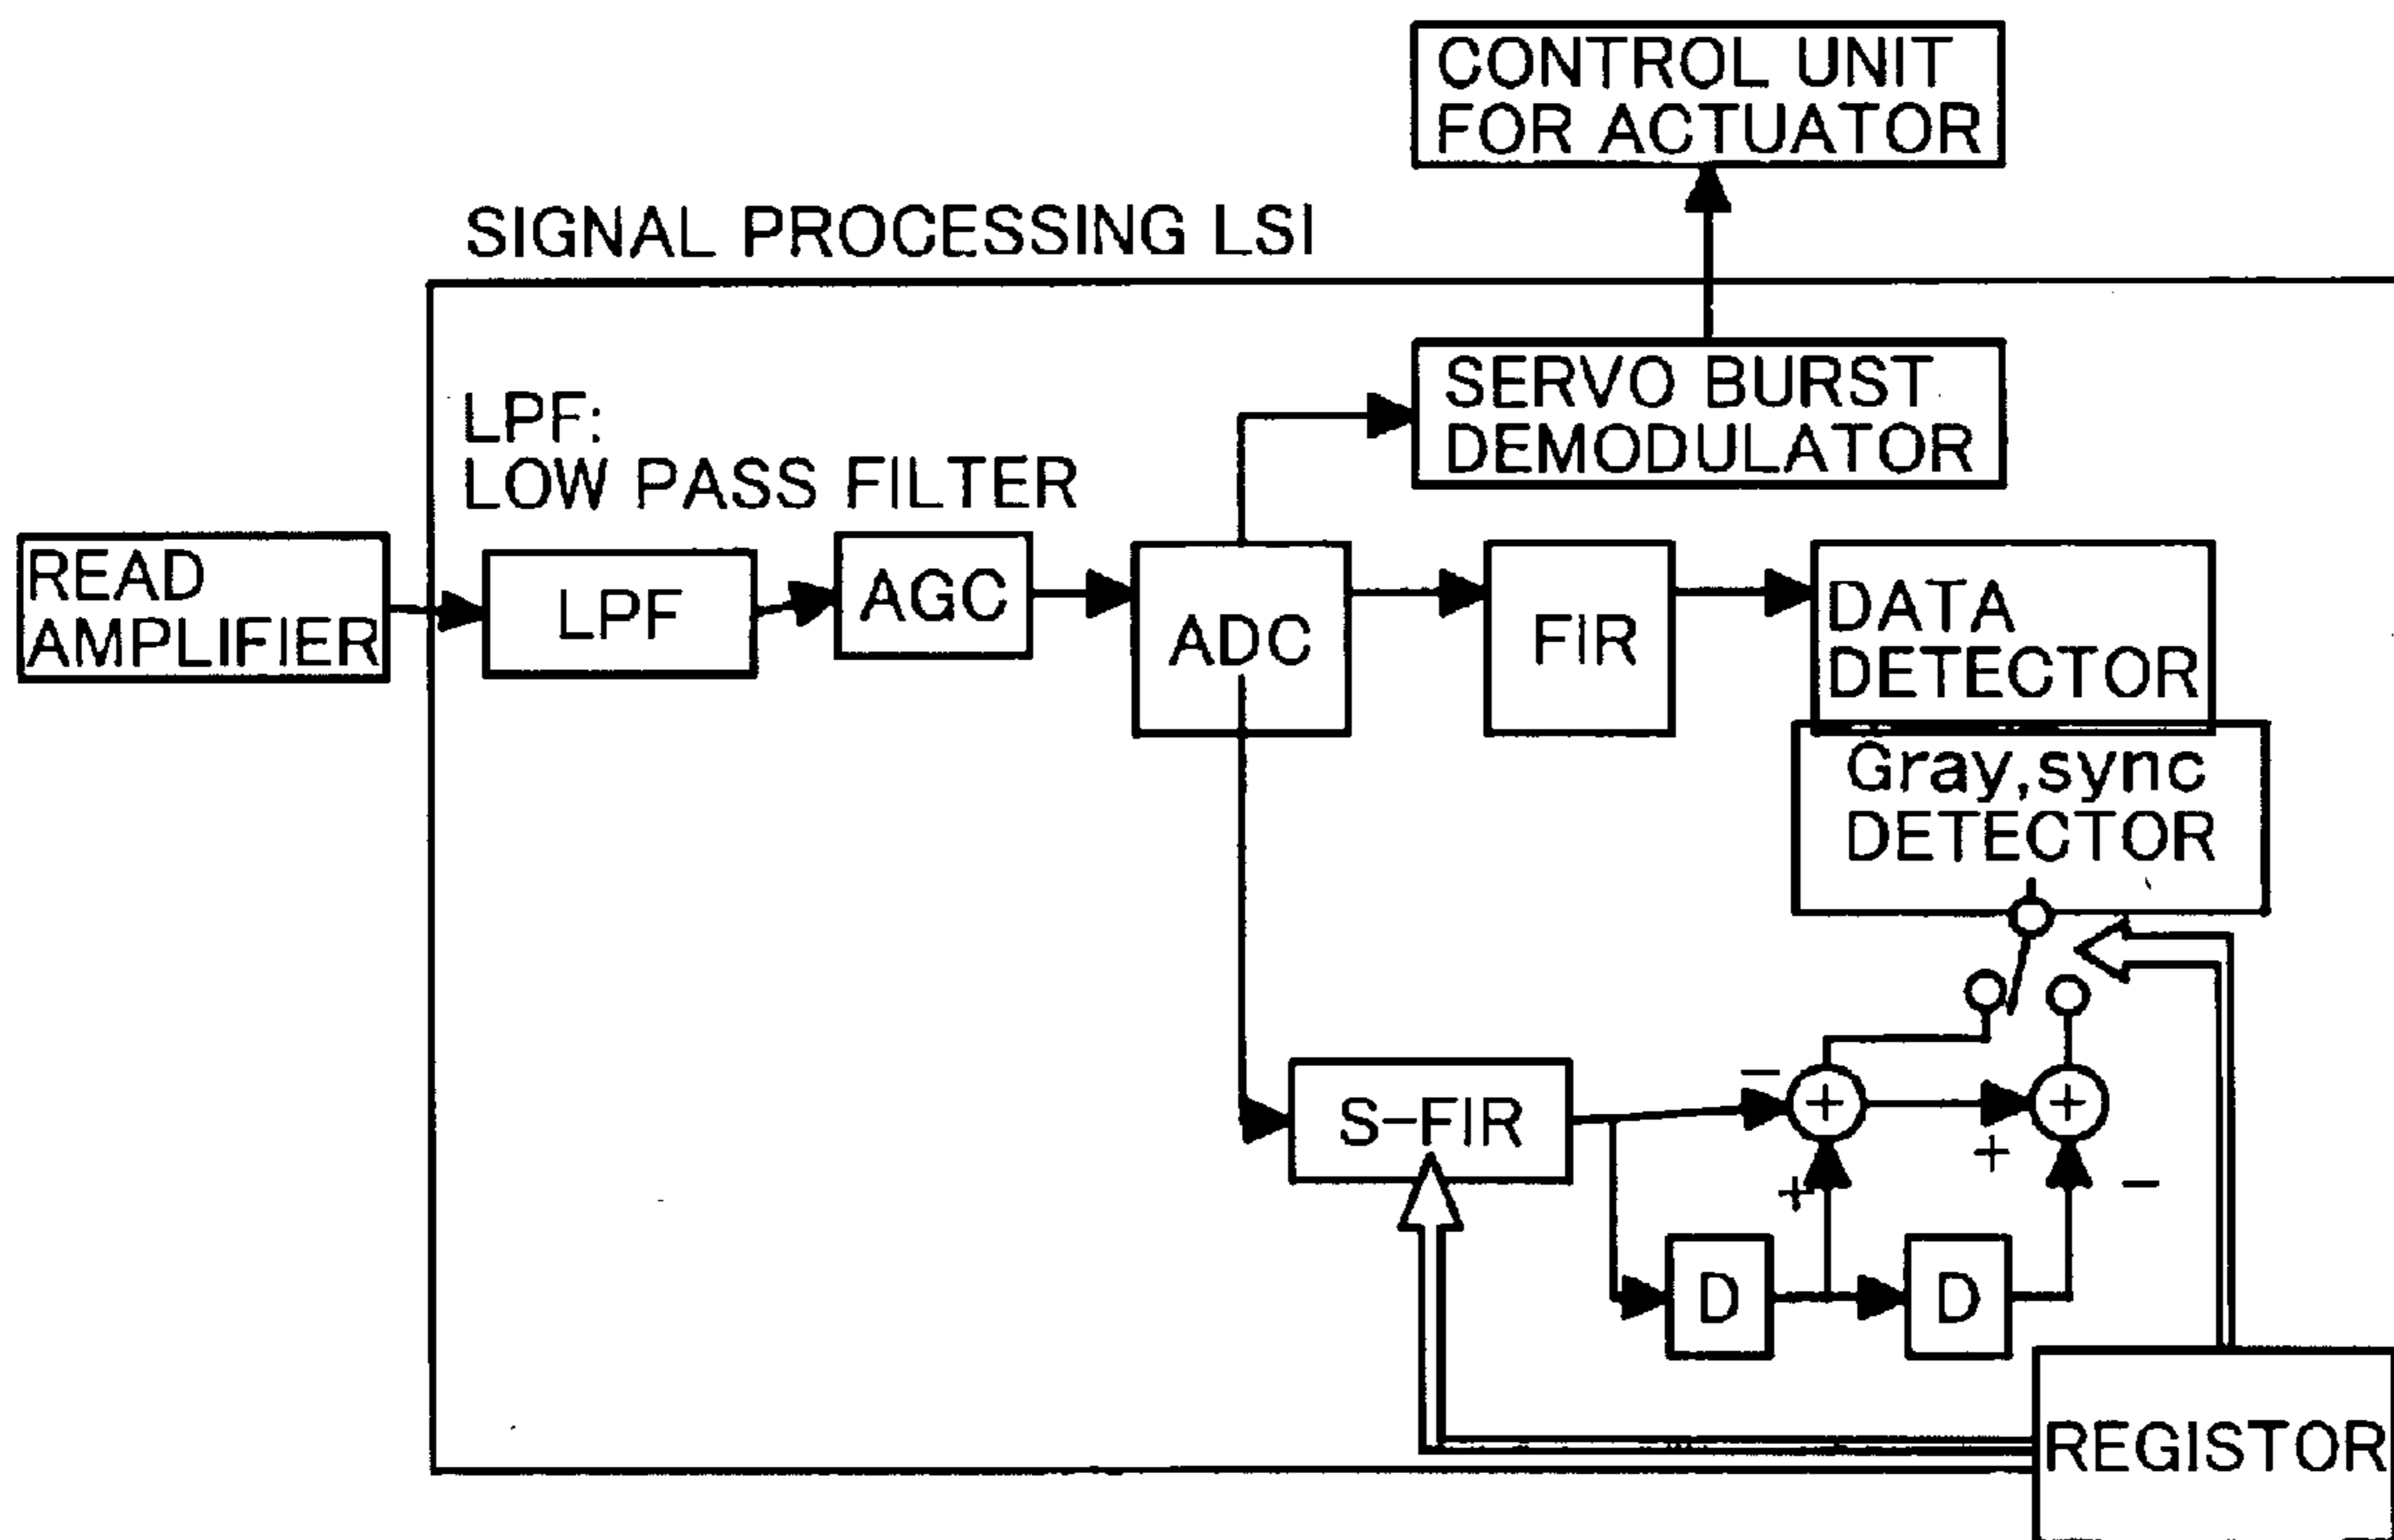 CONTROL UNIT
FOR ACTUATOR
SIGNAL PROCESSING LSI
SERVO BURST
DEMODULATOR
LPF:
LOW PASS FILTER
READ
AMPLIFIER
LPF
AGC
ADC
FIR
DATA
DETECTOR
Gray,sync
DETECTOR
S-FIR
−
+
+
+
+
−
D
D
REGISTOR